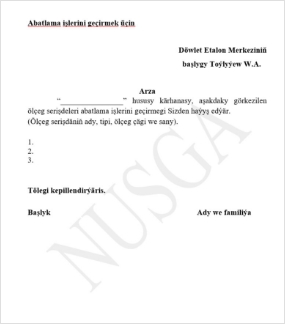 Abatlama işlerini geçirmek üçin
Döwlet Etalon Merkeziniň
başlygy Toýlyýew W.A.
Arza
"____________________" hususy kärhanasy, aşakdaky görkezilen
ölçeg serişdeleri abatlama işlerini geçirmegi Sizden haýyş edýär.
(Ölçeg serişdäniň ady, tipi, ölçeg çägi we sany).
1.
2.
3.
Tölegi kepillendirýäris.
Başlyk Ady we familiýa
NUSGA